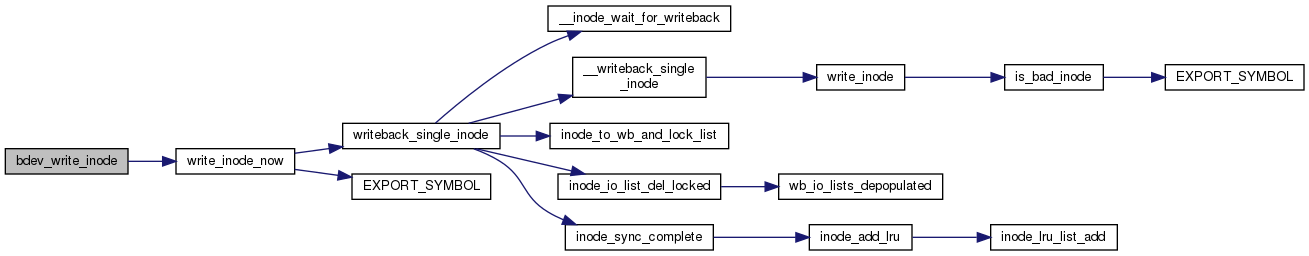 __inode_wait_for_writeback
__writeback_single
_inode
write_inode
is_bad_inode
EXPORT_SYMBOL
writeback_single_inode
inode_to_wb_and_lock_list
bdev_write_inode
write_inode_now
EXPORT_SYMBOL
inode_io_list_del_locked
wb_io_lists_depopulated
inode_sync_complete
inode_add_lru
inode_lru_list_add